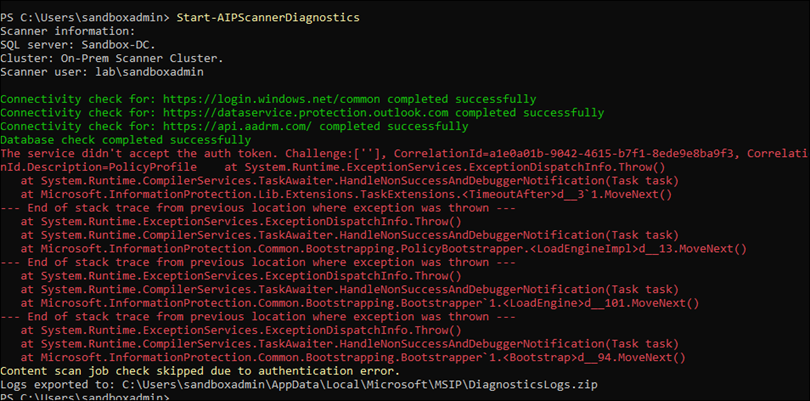 PS C:\Users\sandboxadmin> Start-AIPScannerDiagnostics
Scanner information:
SQL server: Sandbox-DC.
Cluster: On-Prem Scanner Cluster.
Scanner user: lab\sandboxadmin
Connectivity check for: https://login.windows.net/common completed successfully
Connectivity check for: https://dataservice.protection.outlook.com completed successfully
Connectivity check for: https://api.aadrm.com/ completed successfully
Database check completed successfully
The service didn't accept the auth token. Challenge:[''], CorrelationId=a1e0a01b-9042-4615-b7f1-8ede9e8ba9f3, Correlati
nId.Description=PolicyProfile    at System.Runtime.ExceptionServices.ExceptionDispatchInfo.Throw()
   at System.Runtime.CompilerServices.TaskAwaiter.HandleNonSuccessAndDebuggerNotification(Task task)
   at Microsoft.InformationProtection.Lib.Extensions.TaskExtensions.<TimeoutAfter>d__3`1.MoveNext()
--- End of stack trace from previous location where exception was thrown ---
   at System.Runtime.ExceptionServices.ExceptionDispatchInfo.Throw()
   at System.Runtime.CompilerServices.TaskAwaiter.HandleNonSuccessAndDebuggerNotification(Task task)
   at Microsoft.InformationProtection.Common.Bootstrapping.PolicyBootstrapper.<LoadEngineImpl>d__13.MoveNext()
--- End of stack trace from previous location where exception was thrown ---
   at System.Runtime.ExceptionServices.ExceptionDispatchInfo.Throw()
   at System.Runtime.CompilerServices.TaskAwaiter.HandleNonSuccessAndDebuggerNotification(Task task)
   at Microsoft.InformationProtection.Common.Bootstrapping.Bootstrapper`1.<LoadEngine>d__101.MoveNext()
--- End of stack trace from previous location where exception was thrown ---
   at System.Runtime.ExceptionServices.ExceptionDispatchInfo.Throw()
   at System.Runtime.CompilerServices.TaskAwaiter.HandleNonSuccessAndDebuggerNotification(Task task)
   at Microsoft.InformationProtection.Common.Bootstrapping.Bootstrapper`1.<Bootstrap>d__94.MoveNext()
Content scan job check skipped due to authentication error.
Logs exported to: C:\Users\sandboxadmin\AppData\Local\Microsoft\MSIP\DiagnosticsLogs.zip
PS C:\Users\sandboxadmin>